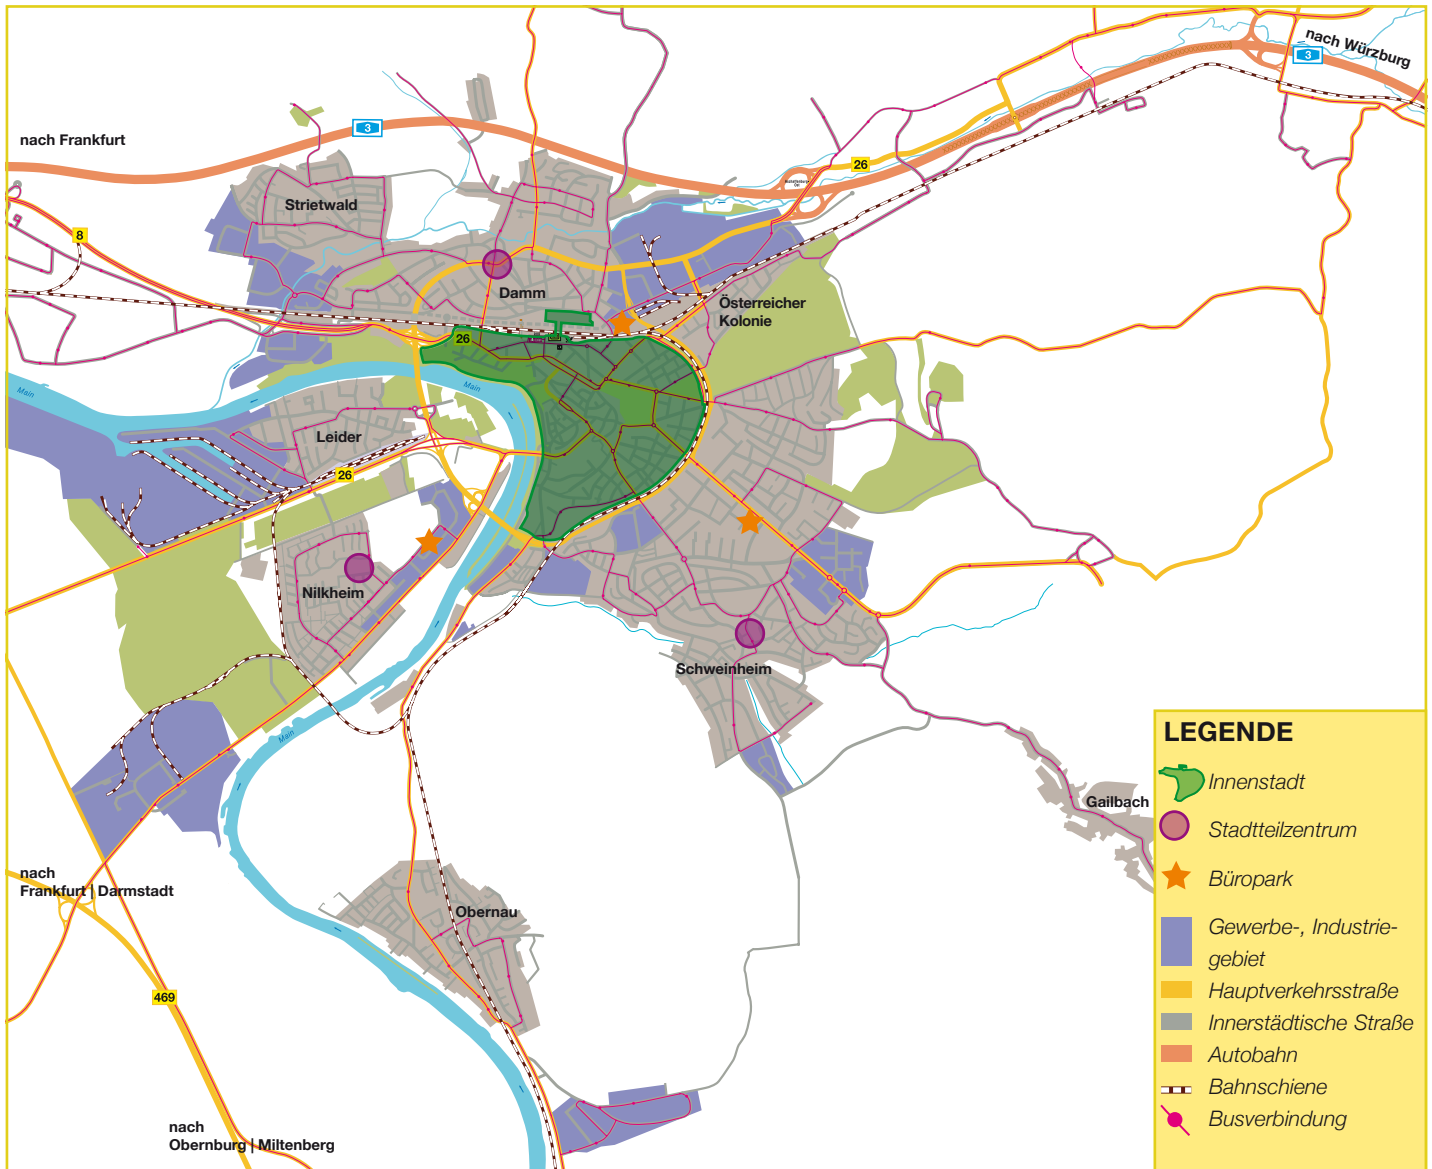 nach Würzburg
3
3
nach Frankfurt
26
Strietwald
8
Damm
Österreicher
Kolonie
26
Main
Main
Leider
26
Nilkheim
Schweinheim
Main
LEGENDE
Innenstadt
Gailbach
Stadtteilzentrum
nach
Frankfurt | Darmstadt
Büropark
Obernau
Gewerbe-, Industrie-
gebiet
469
Hauptverkehrsstraße
Innerstädtische Straße
Autobahn
Bahnschiene
Busverbindung
nach
Obernburg | Miltenberg